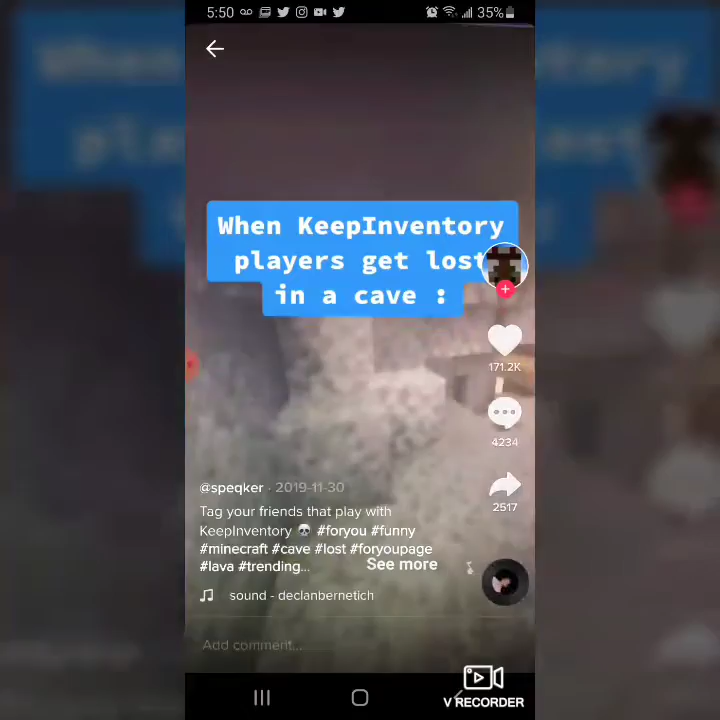 5:50
35%
When KeepInventory
players get lost
in a cave :
171.2K
4234
2517
@speqker · 2019-11-30
Tag your friends that play with
KeepInventory 💀 #foryou #funny
#minecraft #cave #lost #foryoupage
#lava #trending... See more
sound - declanbernetich
Add comment...
V RECORDER